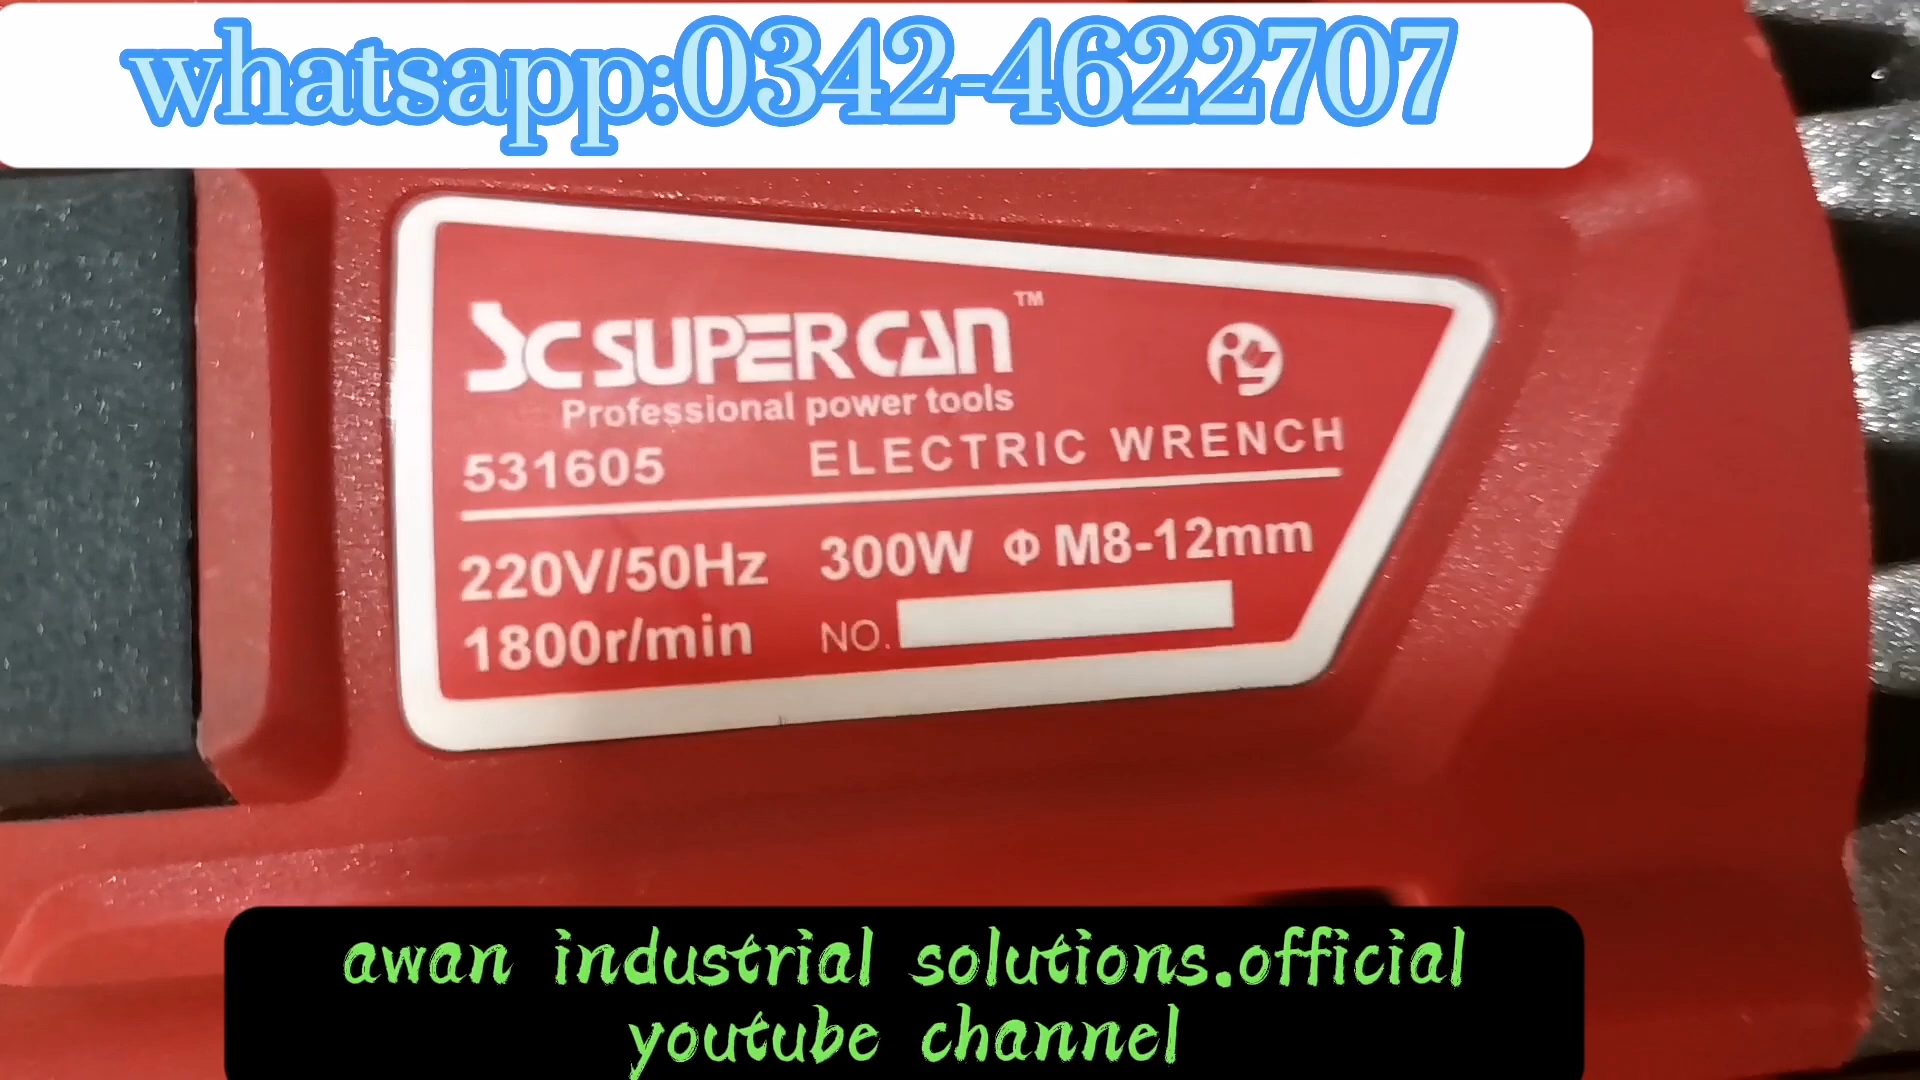 whatsapp:0342-4622707
SC SUPER CAN™
Professional power tools
531605 ELECTRIC WRENCH
220V/50Hz 300W Φ M8-12mm
1800r/min NO.
awan industrial solutions.official
youtube channel